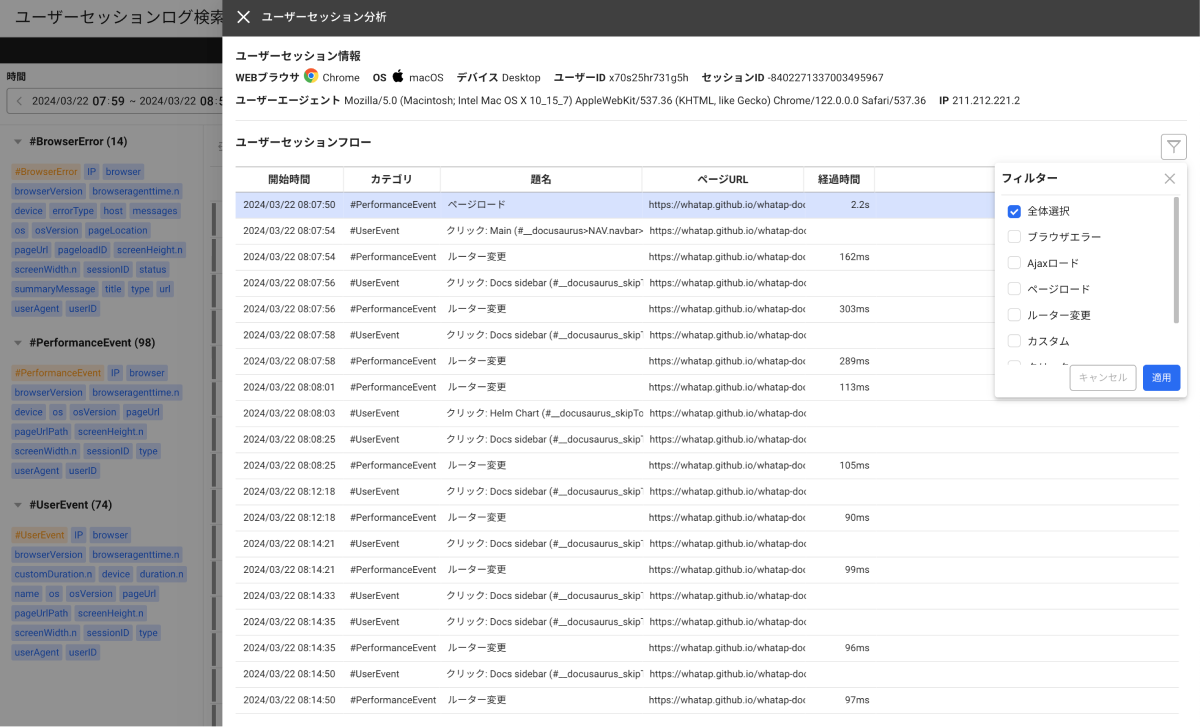 ユーザーセッションログ検索
ユーザーセッション分析
時間
2024/03/22 07:59 ~ 2024/03/22 08:5
#BrowserError (14)
#BrowserError IP browser
browserVersion browseragenttime.n
device errorType host messages
os osVersion pageLocation
pageUrl pageloadID screenHeight.n
screenWidth.n sessionID status
summaryMessage title type url
userAgent userID
#PerformanceEvent (98)
#PerformanceEvent IP browser
browserVersion browseragenttime.n
device os osVersion pageUrl
pageUrlPath screenHeight.n
screenWidth.n sessionID type
userAgent userID
#UserEvent (74)
#UserEvent IP browser
browserVersion browseragenttime.n
customDuration.n device duration.n
name os osVersion pageUrl
pageUrlPath screenHeight.n
screenWidth.n sessionID type
userAgent userID
ユーザーセッション情報
WEBブラウサ Chrome OS macOS デバイス Desktop ユーザーID x70s25hr731g5h セッションID -8402271337003495967
ユーザーエージェント Mozilla/5.0 (Macintosh; Intel Mac OS X 10_15_7) AppleWebKit/537.36 (KHTML, like Gecko) Chrome/122.0.0.0 Safari/537.36 IP 211.212.221.2
ユーザーセッションフロー
開始時間 カテゴリ 題名 ページURL 経過時間
2024/03/22 08:07:50 #PerformanceEvent ページロード https://whatap.github.io/whatap-doc 2.2s
2024/03/22 08:07:54 #UserEvent クリック: Main (#__docusaurus>NAV.navbar> https://whatap.github.io/whatap-doc
2024/03/22 08:07:54 #PerformanceEvent ルーター変更 https://whatap.github.io/whatap-doc 162ms
2024/03/22 08:07:56 #UserEvent クリック: Docs sidebar (#__docusaurus_skipT https://whatap.github.io/whatap-doc
2024/03/22 08:07:56 #PerformanceEvent ルーター変更 https://whatap.github.io/whatap-doc 303ms
2024/03/22 08:07:58 #UserEvent クリック: Docs sidebar (#__docusaurus_skipT https://whatap.github.io/whatap-doc
2024/03/22 08:07:58 #PerformanceEvent ルーター変更 https://whatap.github.io/whatap-doc 289ms
2024/03/22 08:08:01 #PerformanceEvent ルーター変更 https://whatap.github.io/whatap-doc 113ms
2024/03/22 08:08:03 #UserEvent クリック: Helm Chart (#__docusaurus_skipTo https://whatap.github.io/whatap-doc
2024/03/22 08:08:25 #UserEvent クリック: Docs sidebar (#__docusaurus_skipT https://whatap.github.io/whatap-doc
2024/03/22 08:08:25 #PerformanceEvent ルーター変更 https://whatap.github.io/whatap-doc 105ms
2024/03/22 08:12:18 #UserEvent クリック: Docs sidebar (#__docusaurus_skipT https://whatap.github.io/whatap-doc
2024/03/22 08:12:18 #PerformanceEvent ルーター変更 https://whatap.github.io/whatap-doc 90ms
2024/03/22 08:14:21 #UserEvent クリック: Docs sidebar (#__docusaurus_skipT https://whatap.github.io/whatap-doc
2024/03/22 08:14:21 #PerformanceEvent ルーター変更 https://whatap.github.io/whatap-doc 99ms
2024/03/22 08:14:33 #UserEvent クリック: Docs sidebar (#__docusaurus_skipT https://whatap.github.io/whatap-doc
2024/03/22 08:14:35 #UserEvent クリック: Docs sidebar (#__docusaurus_skipT https://whatap.github.io/whatap-doc
2024/03/22 08:14:35 #PerformanceEvent ルーター変更 https://whatap.github.io/whatap-doc 96ms
2024/03/22 08:14:50 #UserEvent クリック: Docs sidebar (#__docusaurus_skipT https://whatap.github.io/whatap-doc
2024/03/22 08:14:50 #PerformanceEvent ルーター変更 https://whatap.github.io/whatap-doc 97ms
フィルター
全体選択
ブラウザエラー
Ajaxロード
ページロード
ルーター変更
カスタム
キャンセル 適用